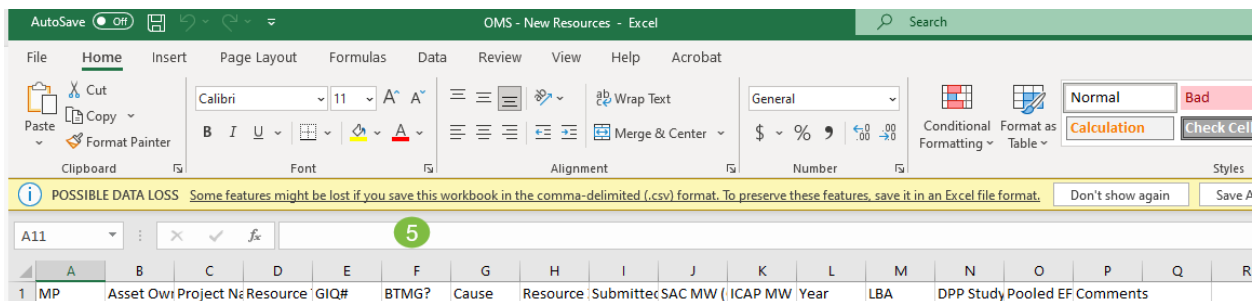 AutoSave Off OMS - New Resources - Excel Search
File Home Insert Page Layout Formulas Data Review View Help Acrobat
Cut Calibri 11 A^ A˅ Wrap Text General Normal Bad
Copy
Paste B I U A Merge & Center $ % 9 Conditional Format as Calculation Check Cell
Format Painter Formatting Table
Clipboard Font Alignment Number Styles
POSSIBLE DATA LOSS Some features might be lost if you save this workbook in the comma-delimited (.csv) format. To preserve these features, save it in an Excel file format. Don't show again Save A
A11 fx 5
A B C D E F G H I J K L M N O P Q R
1 MP Asset Own Project Na Resource GIQ# BTMG? Cause Resource Submitted SAC MW ( ICAP MW Year LBA DPP Study Pooled EF Comments